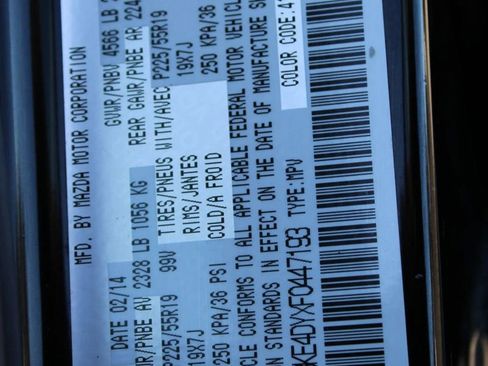 MFD. BY MAZDA MOTOR CORPORATION
DATE 02/14 GVWR/PNBV 4566 LB
WR/PNBE AV 2328 LB 1056 KG REAR GAWR/PNBE AR 224
P225/55R19 99V TIRES/PNEUS WITH/AVEC P225/55R19
19X7J RIMS/JANTES 19X7J
250 KPA/36 PSI COLD/A FROID 250 KPA/36
CLE CONFORMS TO ALL APPLICABLE FEDERAL MOTOR VEHICL
N STANDARDS IN EFFECT ON THE DATE OF MANUFACTURE S
KE4DYXF0447193 TYPE:MPV COLOR CODE:4